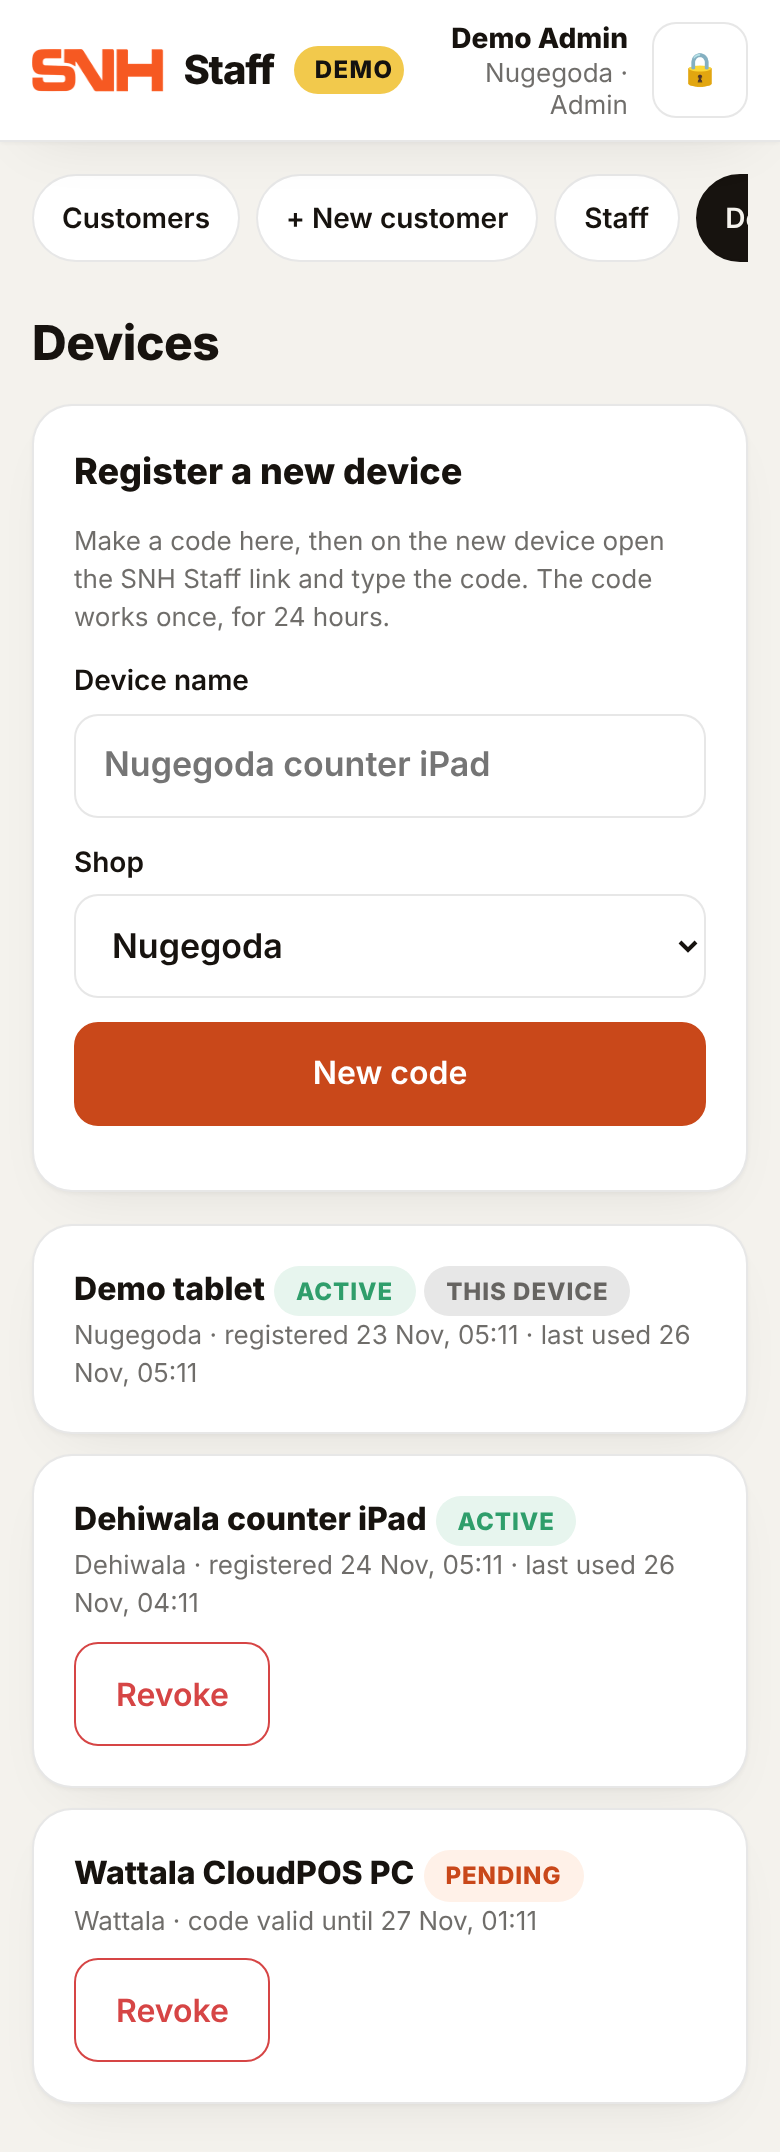 SNH Staff DEMO
Demo Admin
Nugegoda ·
Admin
Customers
+ New customer
Staff
De
Devices
Register a new device
Make a code here, then on the new device open
the SNH Staff link and type the code. The code
works once, for 24 hours.
Device name
Nugegoda counter iPad
Shop
Nugegoda
New code
Demo tablet ACTIVE THIS DEVICE
Nugegoda · registered 23 Nov, 05:11 · last used 26
Nov, 05:11
Dehiwala counter iPad ACTIVE
Dehiwala · registered 24 Nov, 05:11 · last used 26
Nov, 04:11
Revoke
Wattala CloudPOS PC PENDING
Wattala · code valid until 27 Nov, 01:11
Revoke